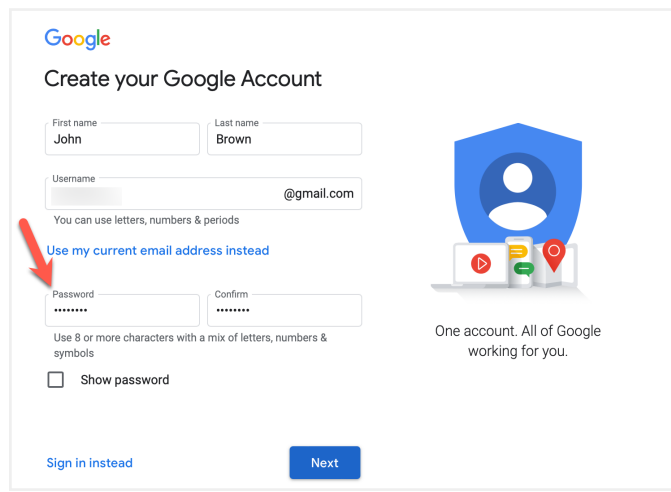 Google
Create your Google Account
First name
John
Last name
Brown
Username
@gmail.com
You can use letters, numbers & periods
Use my current email address instead
Password
••••••••
Confirm
••••••••
Use 8 or more characters with a mix of letters, numbers &
symbols
Show password
Sign in instead
Next
One account. All of Google
working for you.